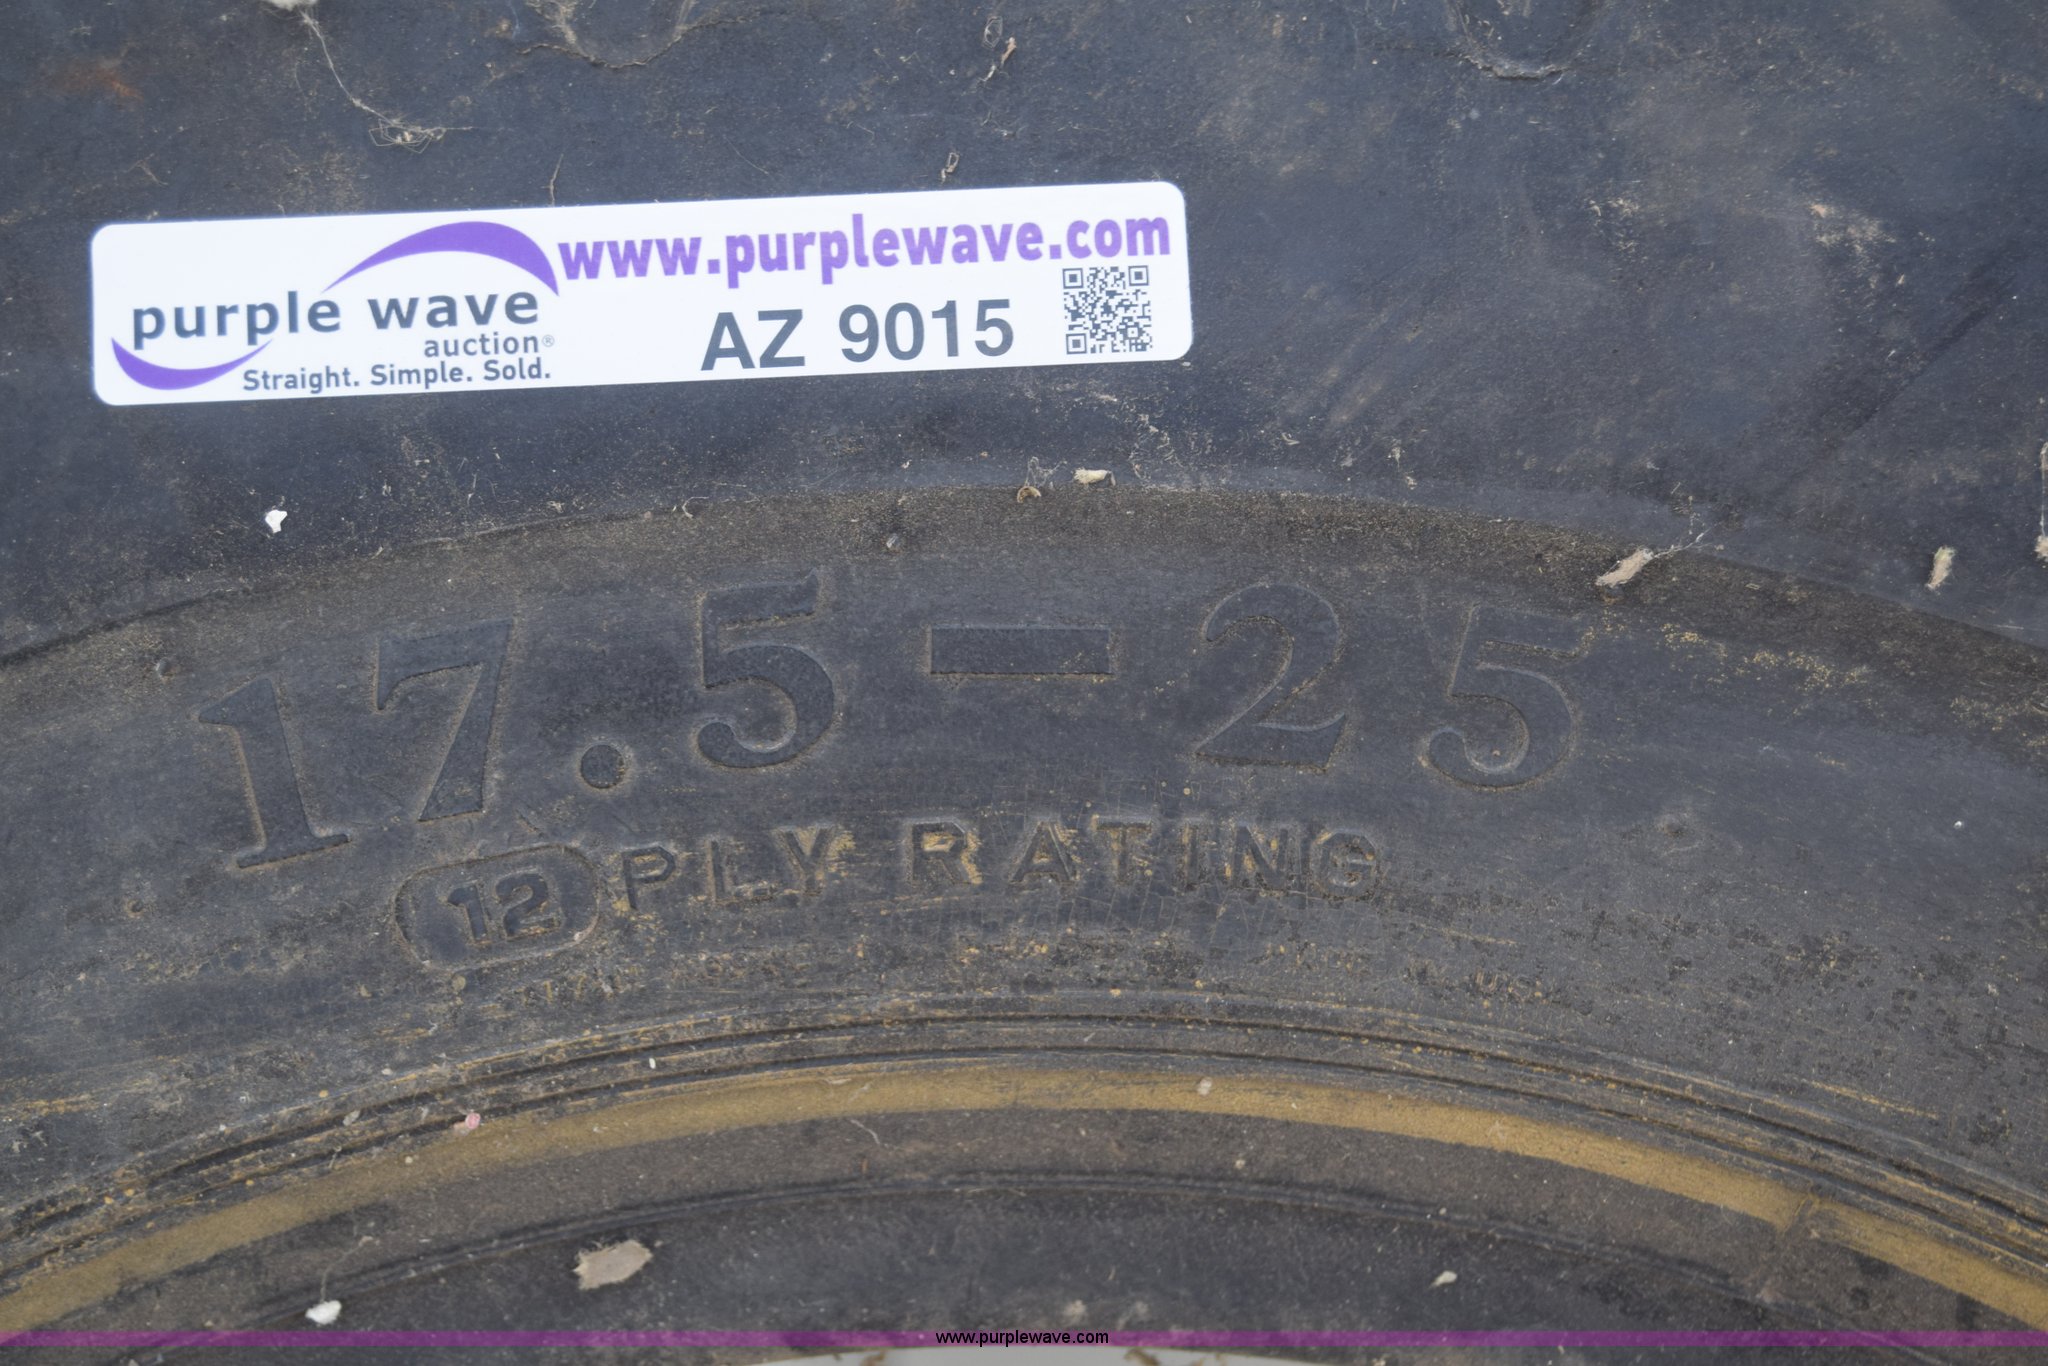 www.purplewave.com
purple wave
auction®
Straight. Simple. Sold.
AZ 9015
17.5-25
12 PLY RATING
www.purplewave.com